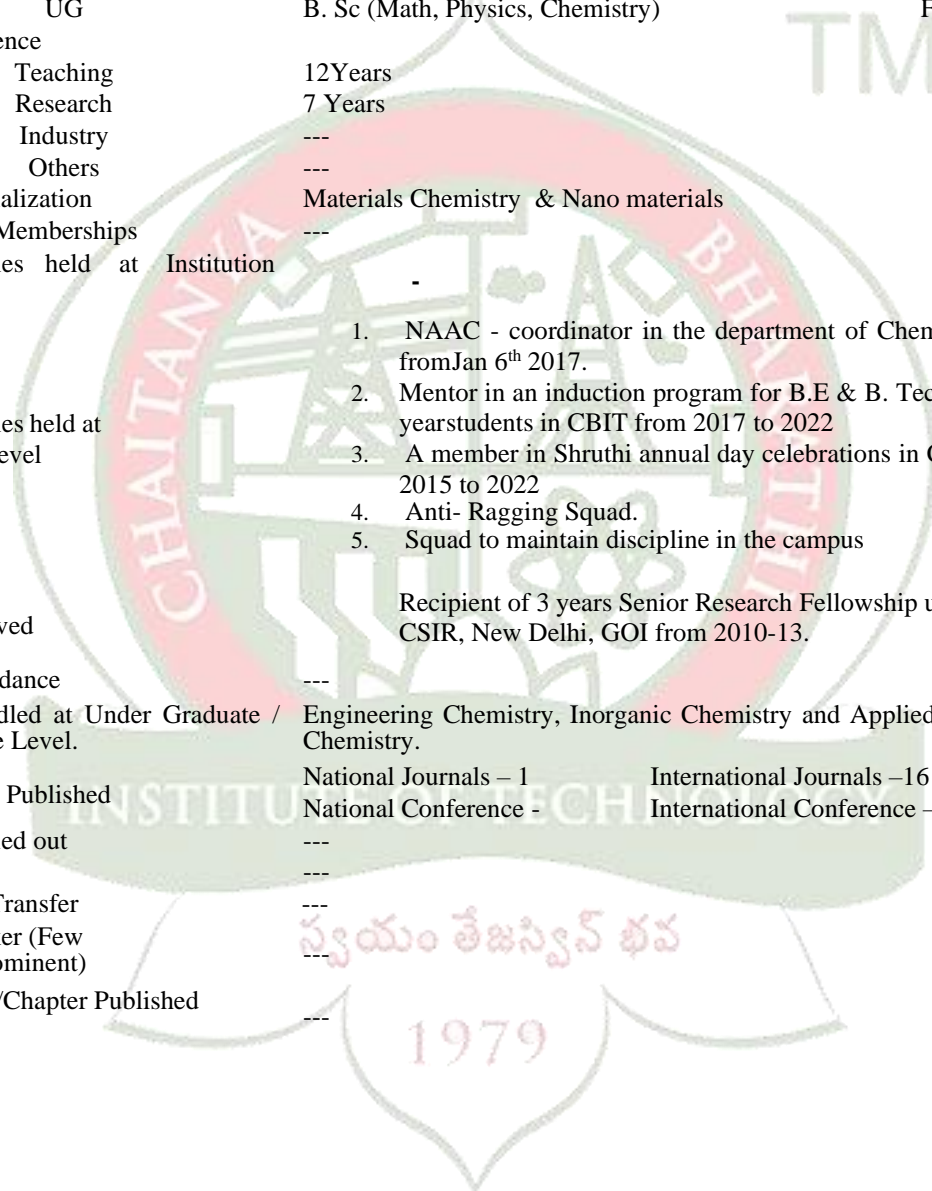 UG B. Sc (Math, Physics, Chemistry) F
ence
Teaching 12Years
Research 7 Years
Industry ---
Others ---
alization Materials Chemistry & Nano materials
Memberships ---
ies held at Institution -
1. NAAC - coordinator in the department of Chem
fromJan 6th 2017.
2. Mentor in an induction program for B.E & B. Tec
yearstudents in CBIT from 2017 to 2022
ies held at
evel
3. A member in Shruthi annual day celebrations in C
2015 to 2022
4. Anti- Ragging Squad.
5. Squad to maintain discipline in the campus
ved
Recipient of 3 years Senior Research Fellowship u
CSIR, New Delhi, GOI from 2010-13.
dance ---
dled at Under Graduate / Engineering Chemistry, Inorganic Chemistry and Applied
e Level. Chemistry.
Published
National Journals – 1 International Journals –16
National Conference - International Conference –
ied out ---
---
Transfer ---
ker (Few
ominent) ---
/Chapter Published
---
TM
CHAITANYA BHARATHI
INSTITUTE OF TECHNOLOGY
స్వయం తేజస్విన్ భవ
1979